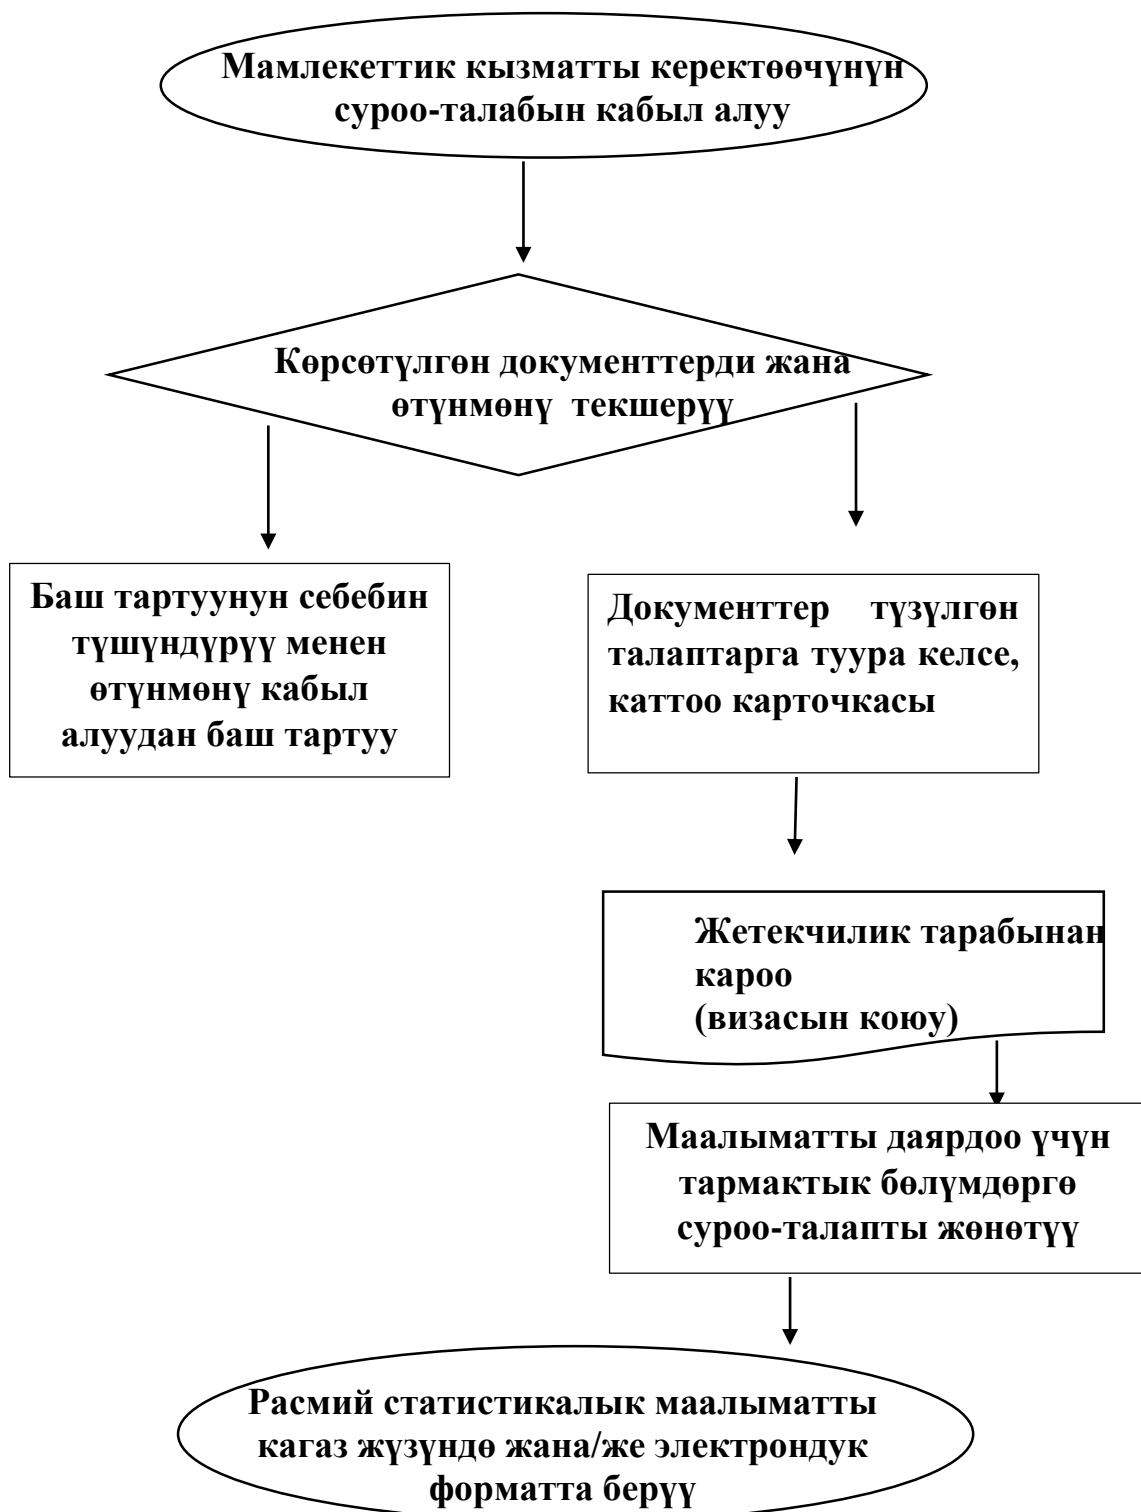 Мамлекеттик кызматты керектөөчүнүн
суроо-талабын кабыл алуу
Көрсөтүлгөн документтерди жана
өтүнмөнү текшерүү
Баш тартуунун себебин
түшүндүрүү менен
өтүнмөнү кабыл
алуудан баш тартуу
Документтер түзүлгөн
талаптарга туура келсе,
каттоо карточкасы
Жетекчилик тарабынан
кароо
(визасын коюу)
Маалыматты даярдоо үчүн
тармактык бөлүмдөргө
суроо-талапты жөнөтүү
Расмий статистикалык маалыматты
кагаз жүзүндө жана/же электрондук
форматта берүү